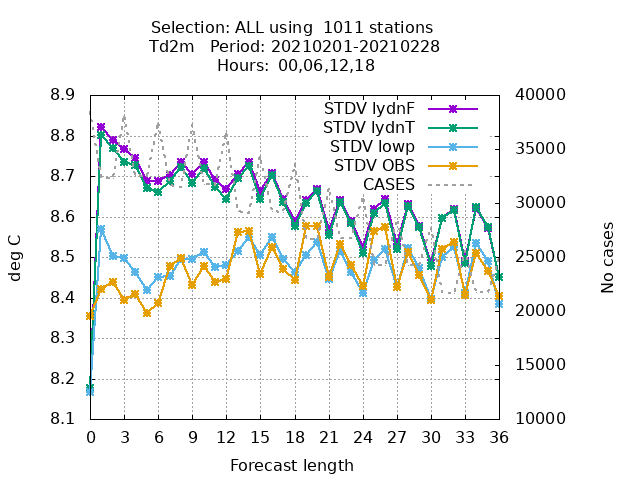 Selection: ALL using  1011 stations
Td2m   Period: 20210201-20210228
Hours:  00,06,12,18
STDV lydnF
STDV lydnT
STDV lowp
STDV OBS
CASES
8.9
8.8
8.7
8.6
8.5
8.4
8.3
8.2
8.1
deg C
40000
35000
30000
25000
20000
15000
10000
No cases
0 3 6 9 12 15 18 21 24 27 30 33 36
Forecast length